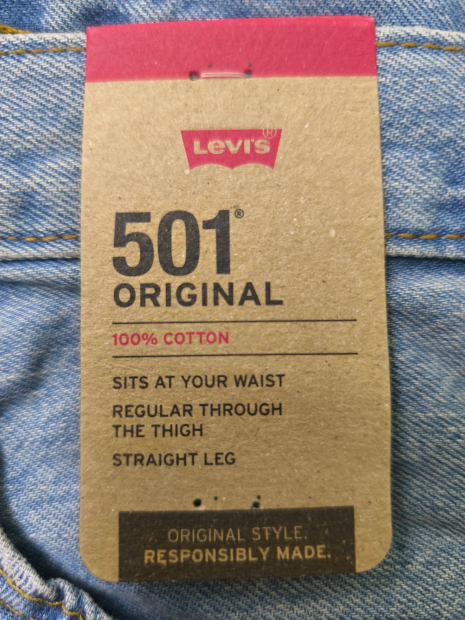 Levi's®
501®
ORIGINAL
100% COTTON
SITS AT YOUR WAIST
REGULAR THROUGH
THE THIGH
STRAIGHT LEG
ORIGINAL STYLE.
RESPONSIBLY MADE.